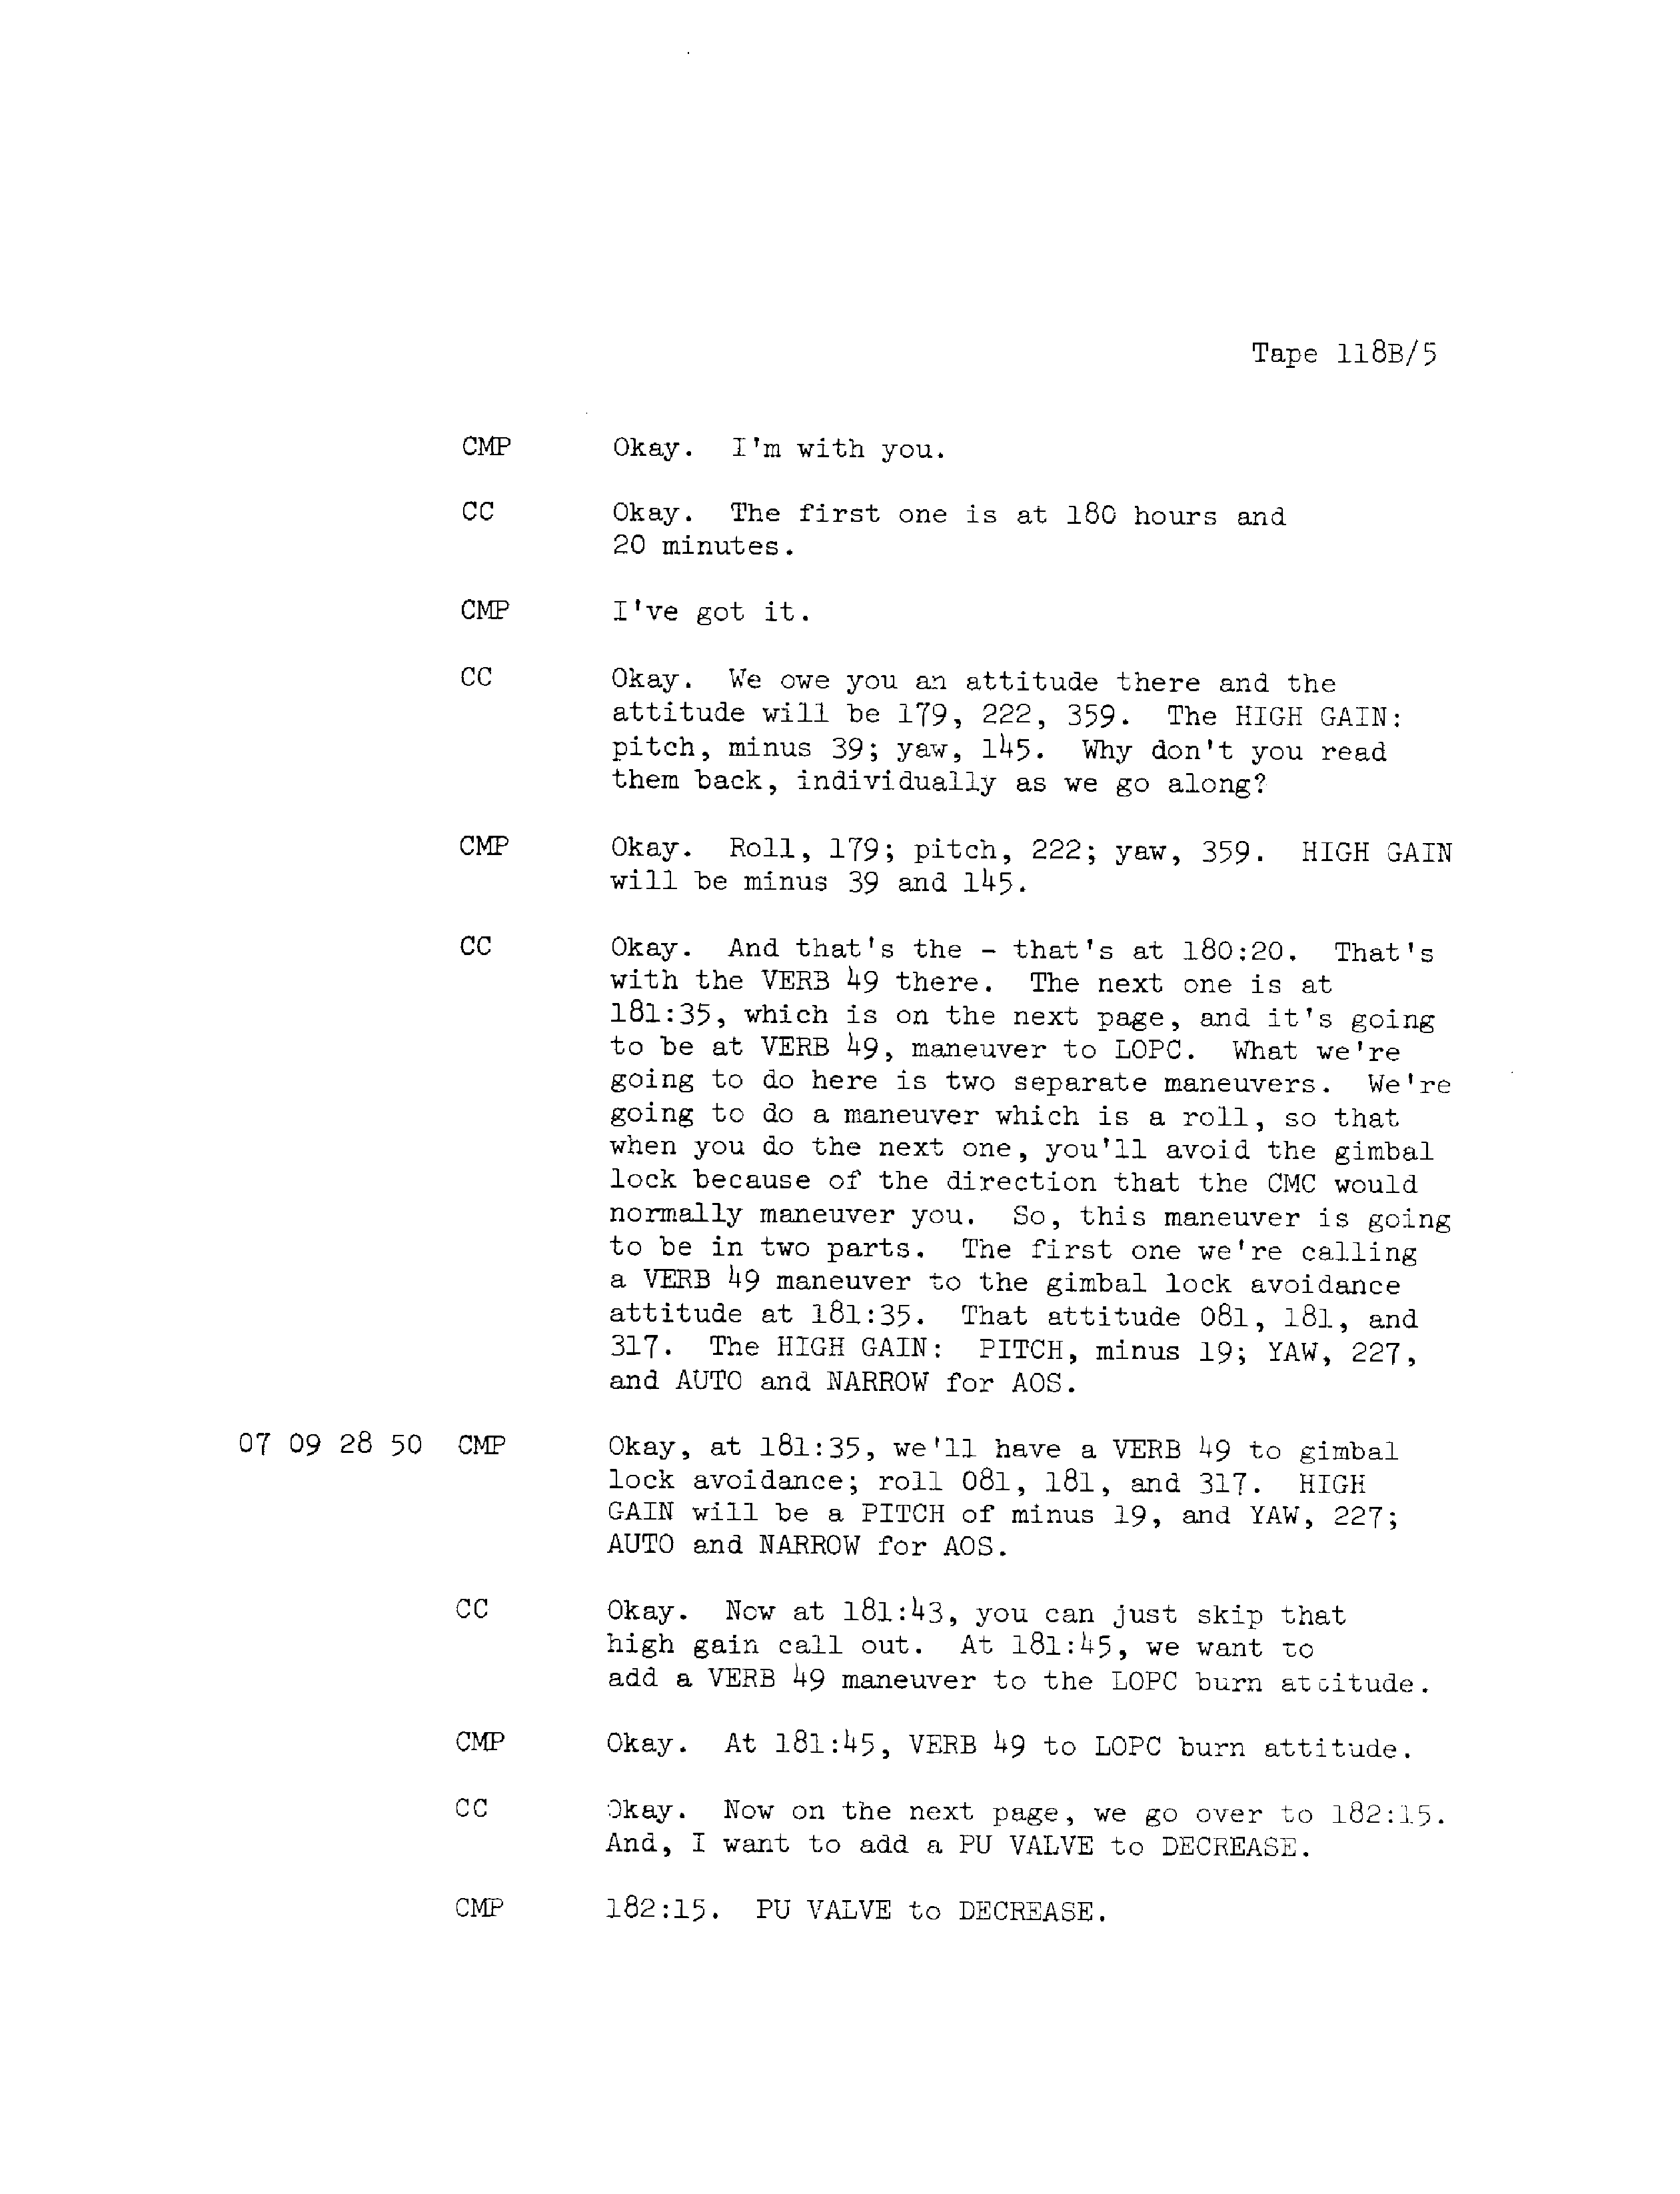 Tape 118B/5
CMP Okay. I'm with you.
CC Okay. The first one is at 180 hours and
20 minutes.
CMP I've got it.
CC Okay. We owe you an attitude there and the
attitude will be 179, 222, 359. The HIGH GAIN:
pitch, minus 39; yaw, 145. Why don't you read
them back, individually as we go along?
CMP Okay. Roll, 179; pitch, 222; yaw, 359. HIGH GAIN
will be minus 39 and 145.
CC Okay. And that's the - that's at 180:20. That's
with the VERB 49 there. The next one is at
181:35, which is on the next page, and it's going
to be at VERB 49, maneuver to LOPC. What we're
going to do here is two separate maneuvers. We're
going to do a maneuver which is a roll, so that
when you do the next one, you'll avoid the gimbal
lock because of the direction that the CMC would
normally maneuver you. So, this maneuver is going
to be in two parts. The first one we're calling
a VERB 49 maneuver to the gimbal lock avoidance
attitude at 181:35. That attitude 081, 181, and
317. The HIGH GAIN: PITCH, minus 19; YAW, 227,
and AUTO and NARROW for AOS.
07 09 28 50 CMP Okay, at 181:35, we'll have a VERB 49 to gimbal
lock avoidance; roll 081, 181, and 317. HIGH
GAIN will be a PITCH of minus 19, and YAW, 227;
AUTO and NARROW for AOS.
CC Okay. Now at 181:43, you can just skip that
high gain call out. At 181:45, we want to
add a VERB 49 maneuver to the LOPC burn attitude.
CMP Okay. At 181:45, VERB 49 to LOPC burn attitude.
CC Okay. Now on the next page, we go over to 182:15.
And, I want to add a PU VALVE to DECREASE.
CMP 182:15. PU VALVE to DECREASE.